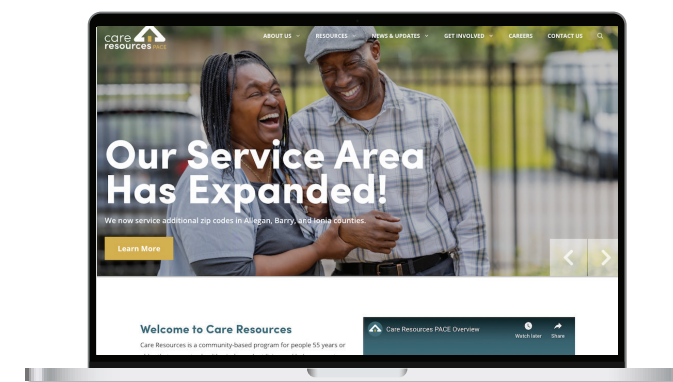 care
resources PACE
ABOUT US RESOURCES NEWS & UPDATES GET INVOLVED CAREERS CONTACT US
Our Service Area
Has Expanded!
We now service additional zip codes in Allegan, Barry, and Ionia counties.
Learn More
Welcome to Care Resources
Care Resources is a community-based program for people 55 years or
Care Resources PACE Overview
Watch later
Share